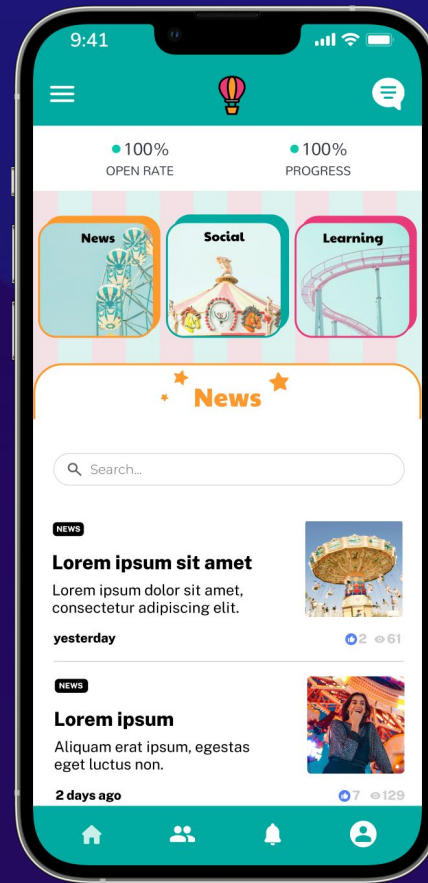 9:41
100%
100%
OPEN RATE
PROGRESS
News
Social
Learning
News
Search...
NEWS
Lorem ipsum sit amet
Lorem ipsum dolor sit amet,
consectetur adipiscing elit.
yesterday
2 61
NEWS
Lorem ipsum
Aliquam erat ipsum, egestas
eget luctus non.
2 days ago
7 129